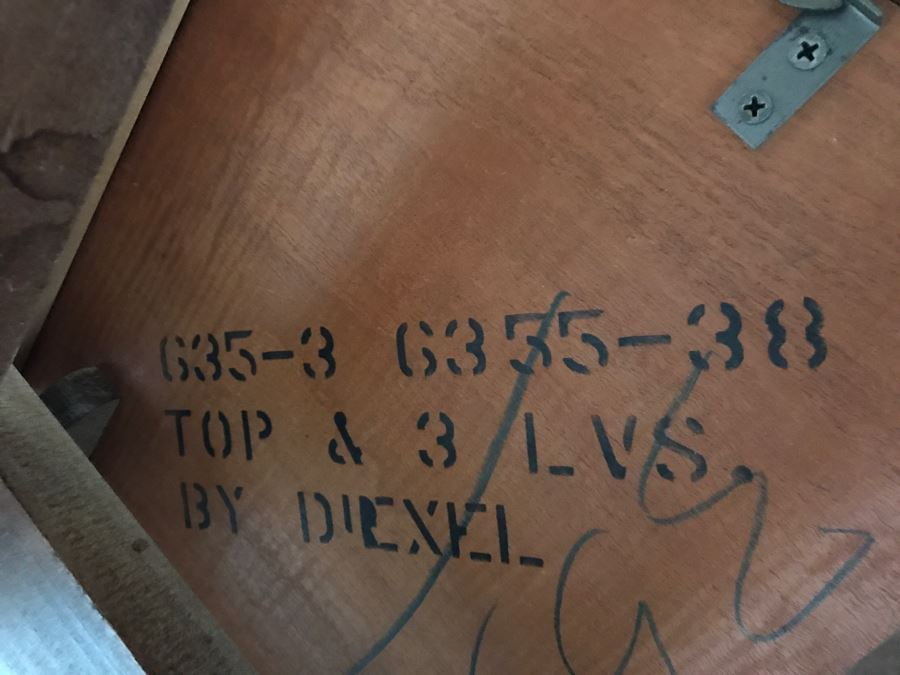 635-3 6355-38
TOP & 3 LVS.
BY DIEXEL